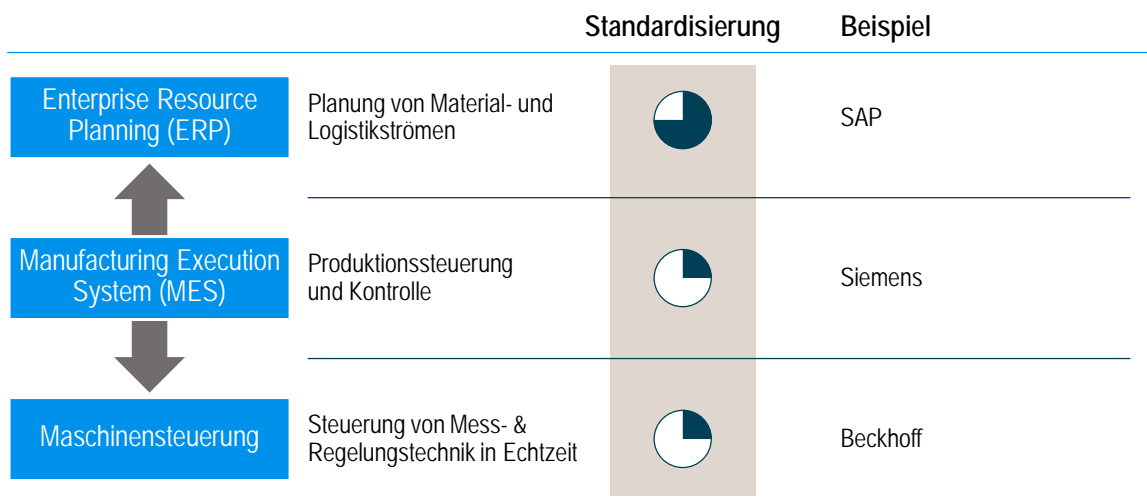 Standardisierung
Beispiel
Enterprise Resource
Planning (ERP)
Planung von Material- und
Logistikströmen
SAP
Manufacturing Execution
System (MES)
Produktionssteuerung
und Kontrolle
Siemens
Maschinensteuerung
Steuerung von Mess- &
Regelungstechnik in Echtzeit
Beckhoff